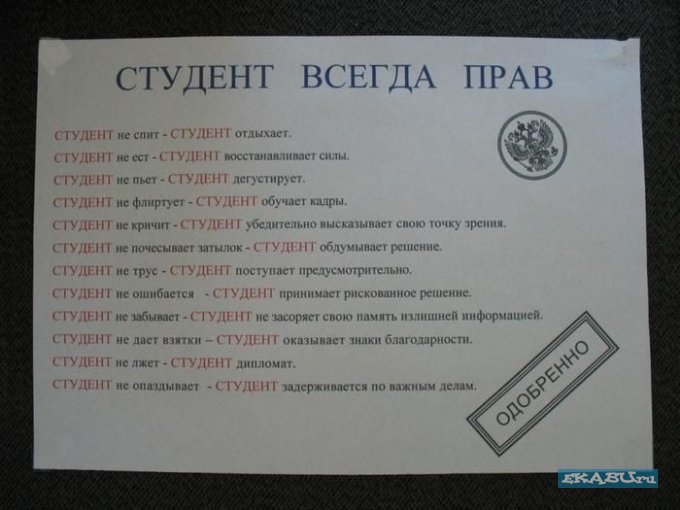 СТУДЕНТ ВСЕГДА ПРАВ
СТУДЕНТ не спит - СТУДЕНТ отдыхает.
СТУДЕНТ не ест - СТУДЕНТ восстанавливает силы.
СТУДЕНТ не пьет - СТУДЕНТ дегустирует.
СТУДЕНТ не флиртует - СТУДЕНТ обучает кадры.
СТУДЕНТ не кричит - СТУДЕНТ убедительно высказывает свою точку зрения.
СТУДЕНТ не почесывает затылок - СТУДЕНТ обдумывает решение.
СТУДЕНТ не трус - СТУДЕНТ поступает предусмотрительно.
СТУДЕНТ не ошибается - СТУДЕНТ принимает рискованное решение.
СТУДЕНТ не забывает - СТУДЕНТ не засоряет свою память излишней информацией.
СТУДЕНТ не дает взятки – СТУДЕНТ оказывает знаки благодарности.
СТУДЕНТ не лжет - СТУДЕНТ дипломат.
СТУДЕНТ не опаздывает - СТУДЕНТ задерживается по важным делам.
ОДОБРЕННО
EKABU.ru